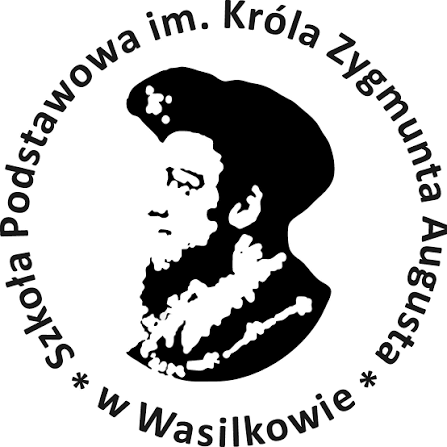 Szkoła Podstawowa im. Króla Zygmunta Augusta
* w Wasilkowie *